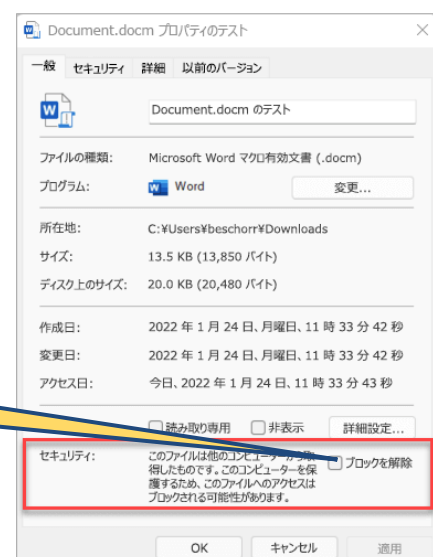 Document.docm プロパティのテスト
一般 セキュリティ 詳細 以前のバージョン
Document.docm のテスト
ファイルの種類: Microsoft Word マクロ有効文書 (.docm)
プログラム: Word 変更...
所在地: C:¥Users¥beschorr¥Downloads
サイズ: 13.5 KB (13,850 バイト)
ディスク上のサイズ: 20.0 KB (20,480 バイト)
作成日: 2022 年 1 月 24 日、月曜日、11 時 33 分 42 秒
変更日: 2022 年 1 月 24 日、月曜日、11 時 33 分 42 秒
アクセス日: 今日、2022 年 1 月 24 日、11 時 33 分 43 秒
読み取り専用 非表示 詳細設定...
セキュリティ: このファイルは他のコンピューターから取
得したものです。このコンピューターを保 ブロックを解除
護するため、このファイルへのアクセスは
ブロックされる可能性があります。
OK キャンセル 適用